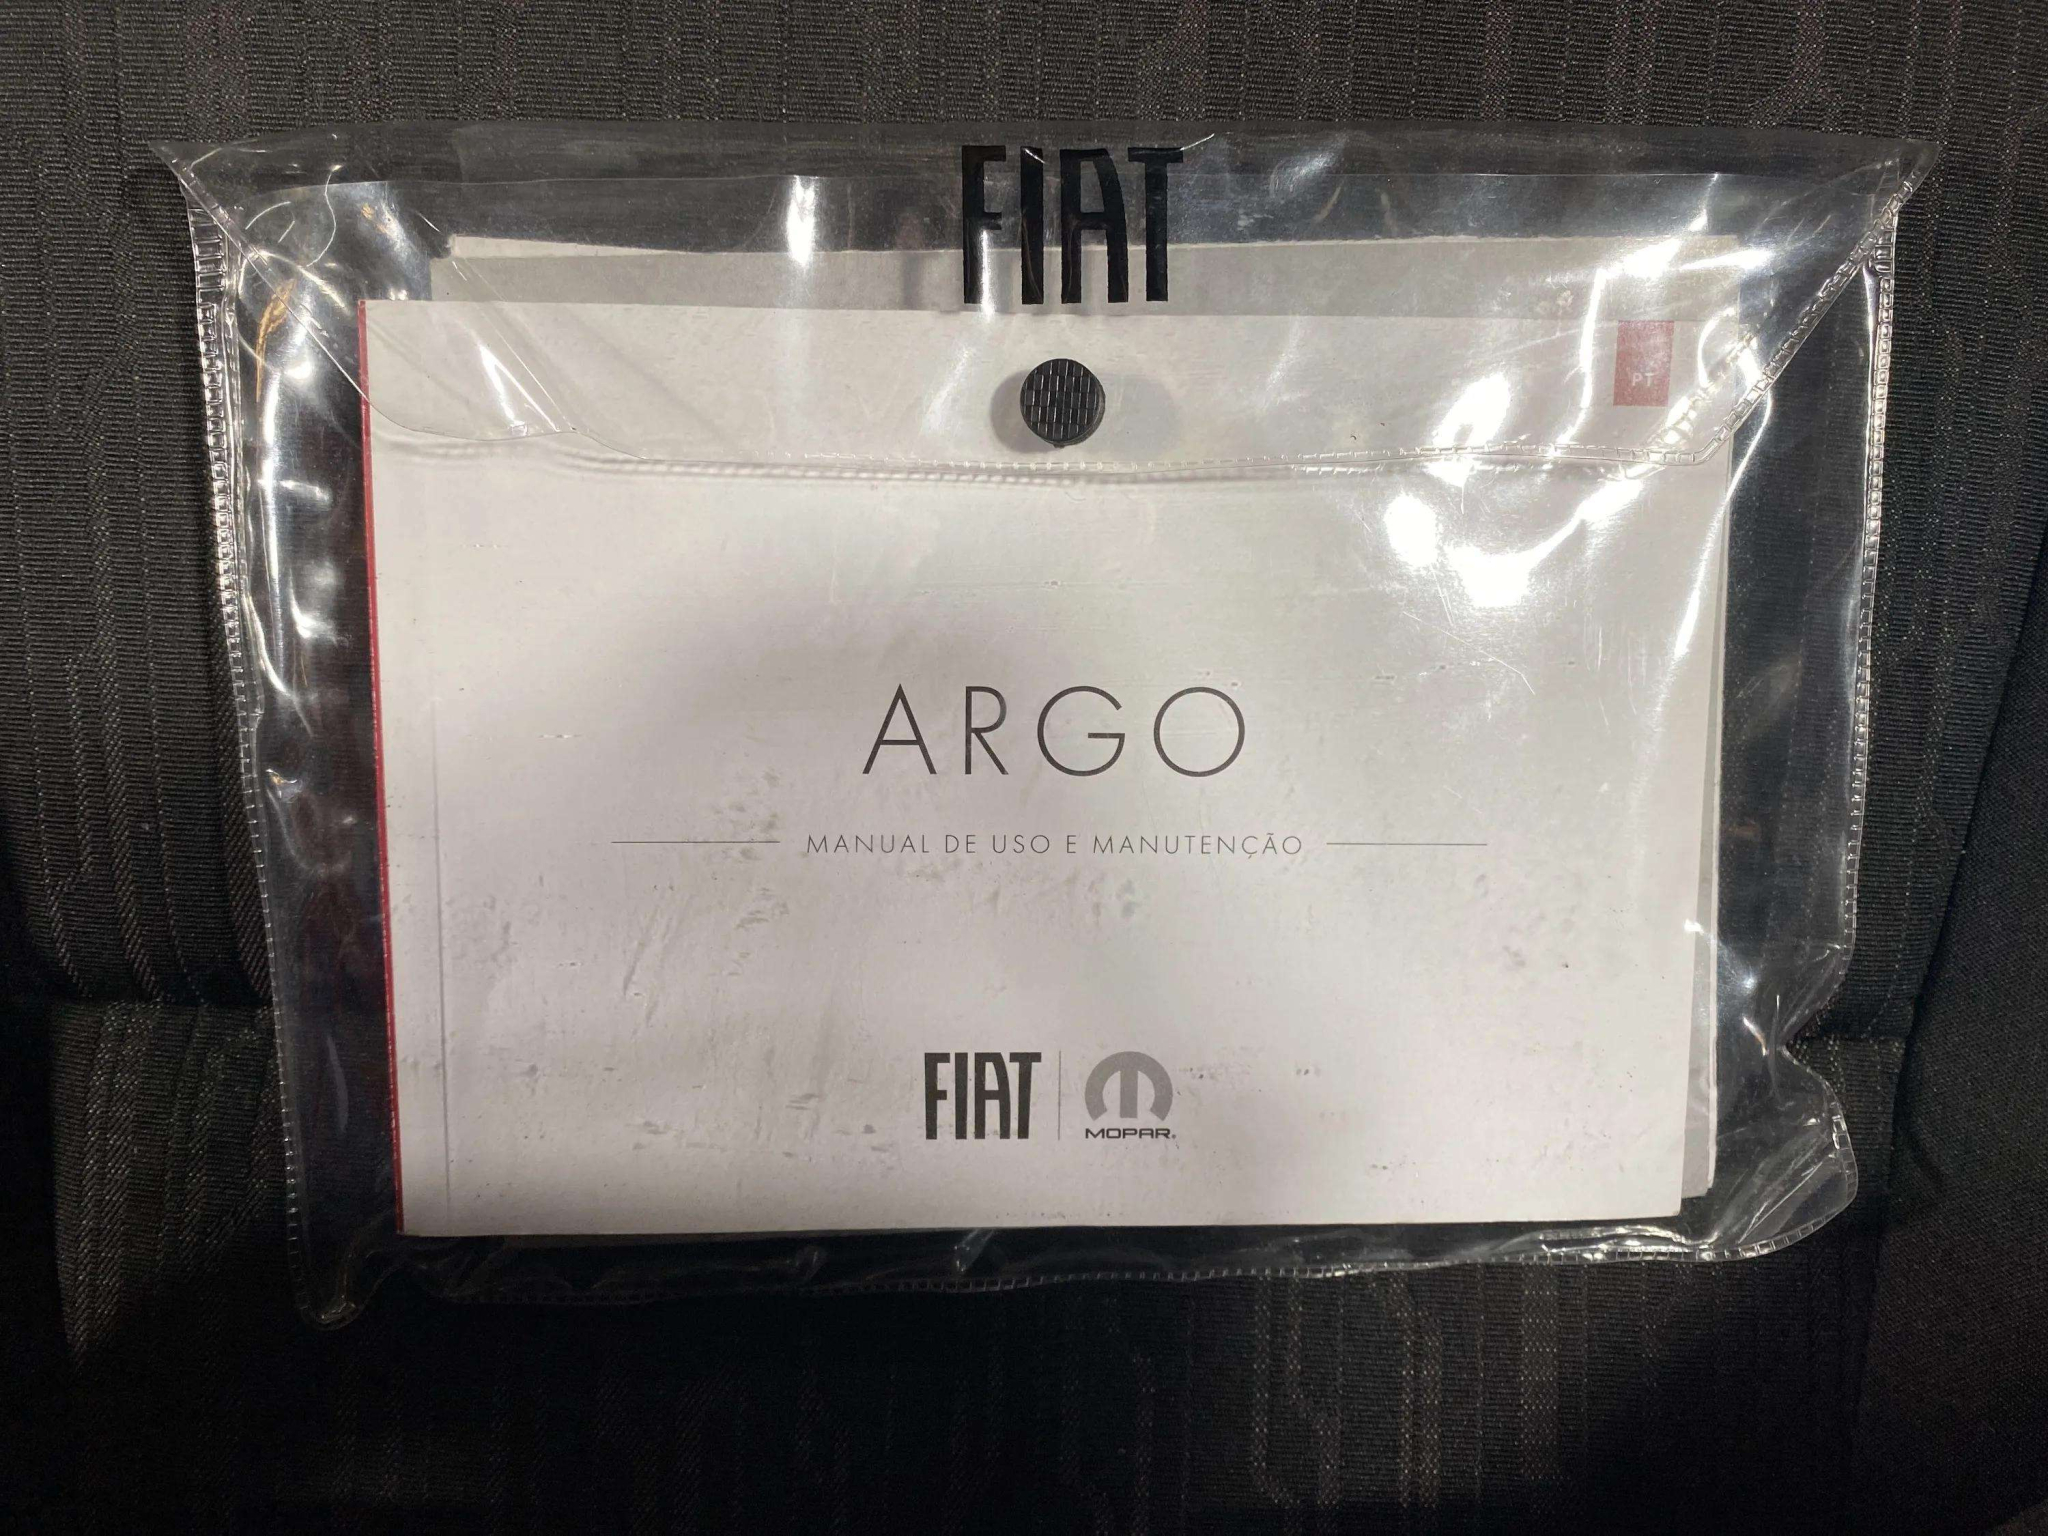 FIAT
PT
ARGO
MANUAL DE USO E MANUTENÇÃO
FIAT
MOPAR®